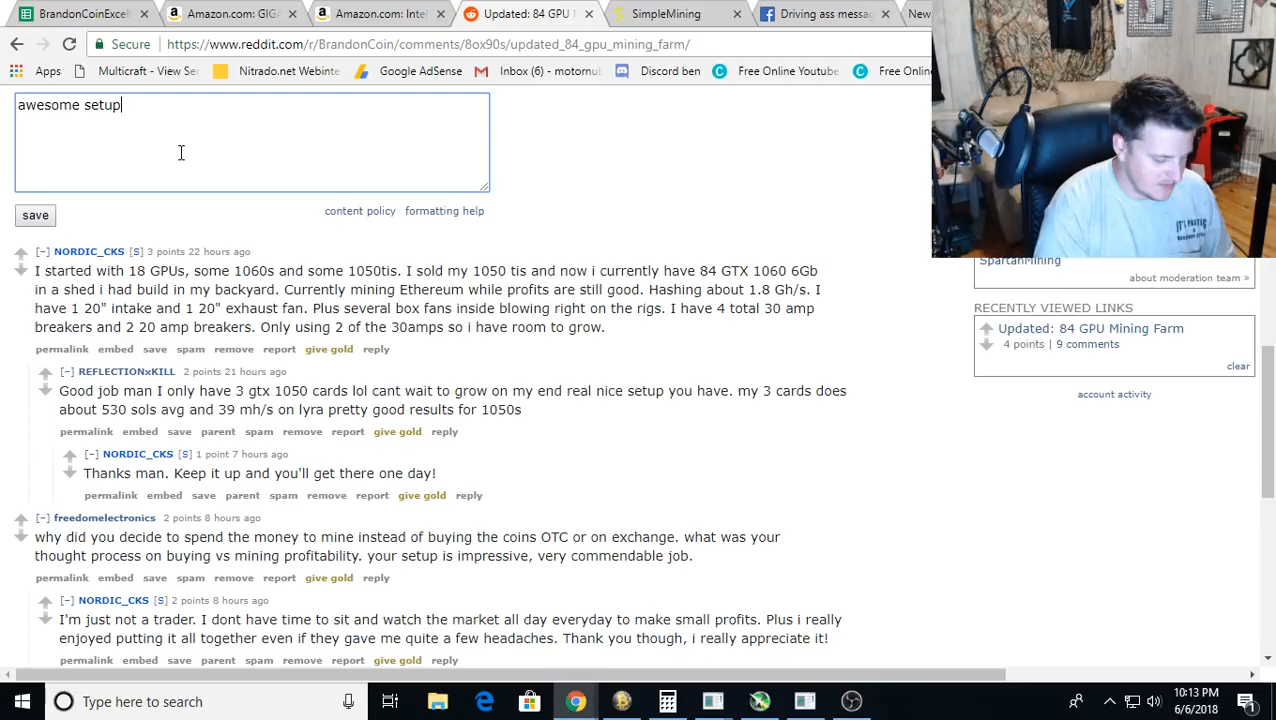 BrandonCoinExcel
Amazon.com: GIG
Amazon.com: Inte
Updated: 84 GPU
SimpleMining
Driving ass messa
New
Secure
https://www.reddit.com/r/BrandonCoin/comments/8ox90s/updated_84_gpu_mining_farm/
Apps
Multicraft - View Ser
Nitrado.net Webinte
Google AdSense
Inbox (6) - motornub
Discord ben
Free Online
Free Onlin
awesome setup
save
content policy
formatting help
[−] NORDIC_CKS [S] 3 points 22 hours ago
I started with 18 GPUs, some 1060s and some 1050tis. I sold my 1050 tis and now i currently have 84 GTX 1060 6Gb
in a shed i had build in my backyard. Currently mining Ethereum while profits are still good. Hashing about 1.8 Gh/s. I
have 1 20" intake and 1 20" exhaust fan. Plus several box fans inside blowing right on the rigs. I have 4 total 30 amp
breakers and 2 20 amp breakers. Only using 2 of the 30amps so i have room to grow.
permalink embed save spam remove report give gold reply
[−] REFLECTIONxKILL 2 points 21 hours ago
Good job man I only have 3 gtx 1050 cards lol cant wait to grow on my end real nice setup you have. my 3 cards does
about 530 sols avg and 39 mh/s on lyra pretty good results for 1050s
permalink embed save parent spam remove report give gold reply
[−] NORDIC_CKS [S] 1 point 7 hours ago
Thanks man. Keep it up and you'll get there one day!
permalink embed save parent spam remove report give gold reply
[−] freedomelectronics 2 points 8 hours ago
why did you decide to spend the money to mine instead of buying the coins OTC or on exchange. what was your
thought process on buying vs mining profitability. your setup is impressive, very commendable job.
permalink embed save spam remove report give gold reply
[−] NORDIC_CKS [S] 2 points 8 hours ago
I'm just not a trader. I dont have time to sit and watch the market all day everyday to make small profits. Plus i really
enjoyed putting it all together even if they gave me quite a few headaches. Thank you though, i really appreciate it!
permalink embed save parent spam remove report give gold reply
SpartanMining
about moderation team »
RECENTLY VIEWED LINKS
Updated: 84 GPU Mining Farm
4 points | 9 comments
clear
account activity
Type here to search
10:13 PM
6/6/2018